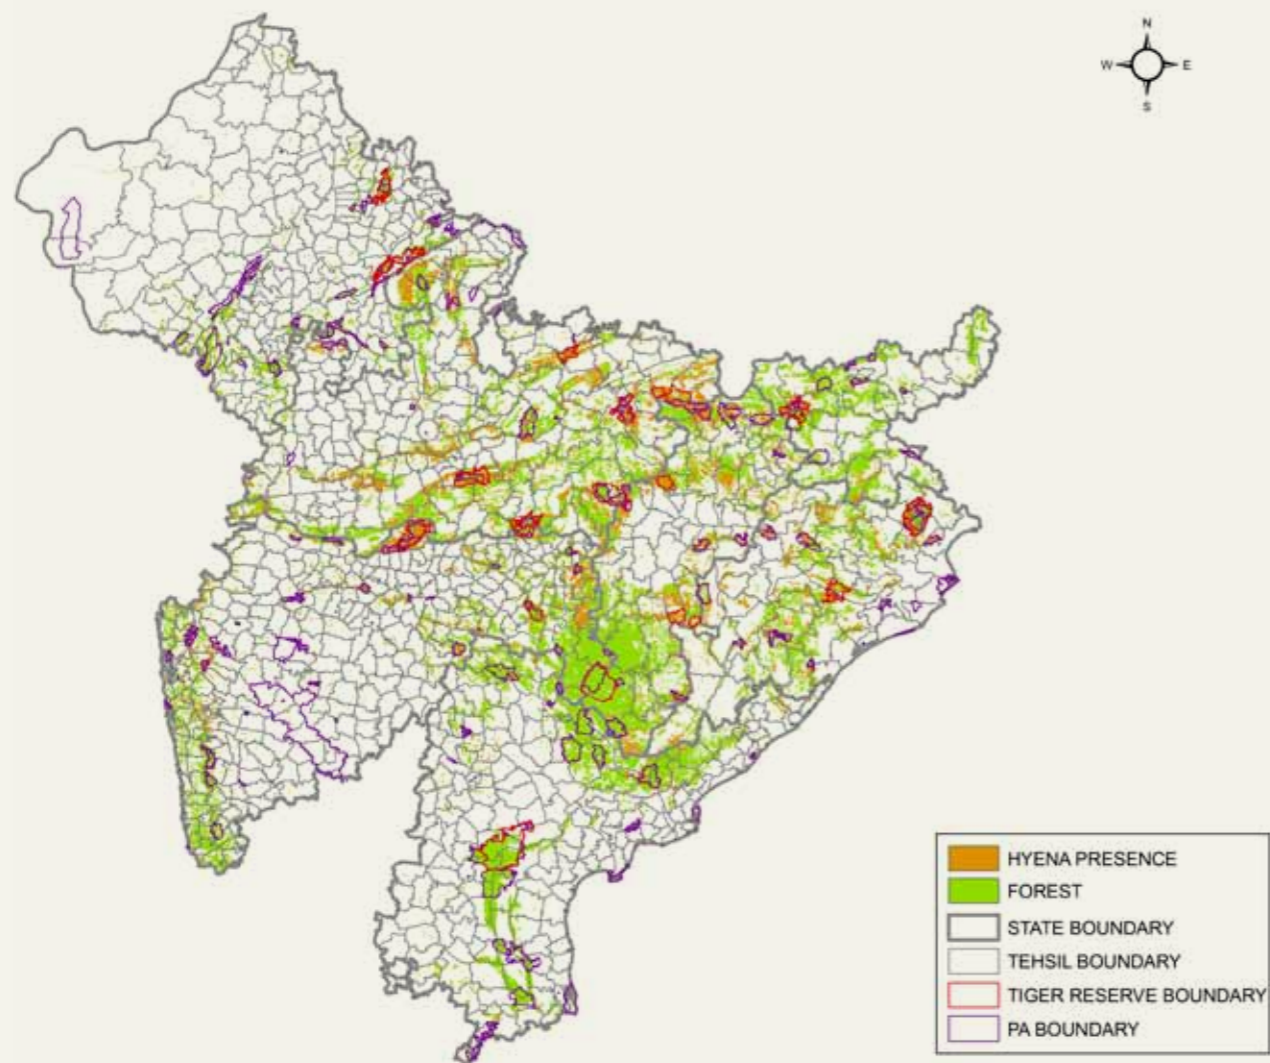 N
W E
S
HYENA PRESENCE
FOREST
STATE BOUNDARY
TEHSIL BOUNDARY
TIGER RESERVE BOUNDARY
PA BOUNDARY